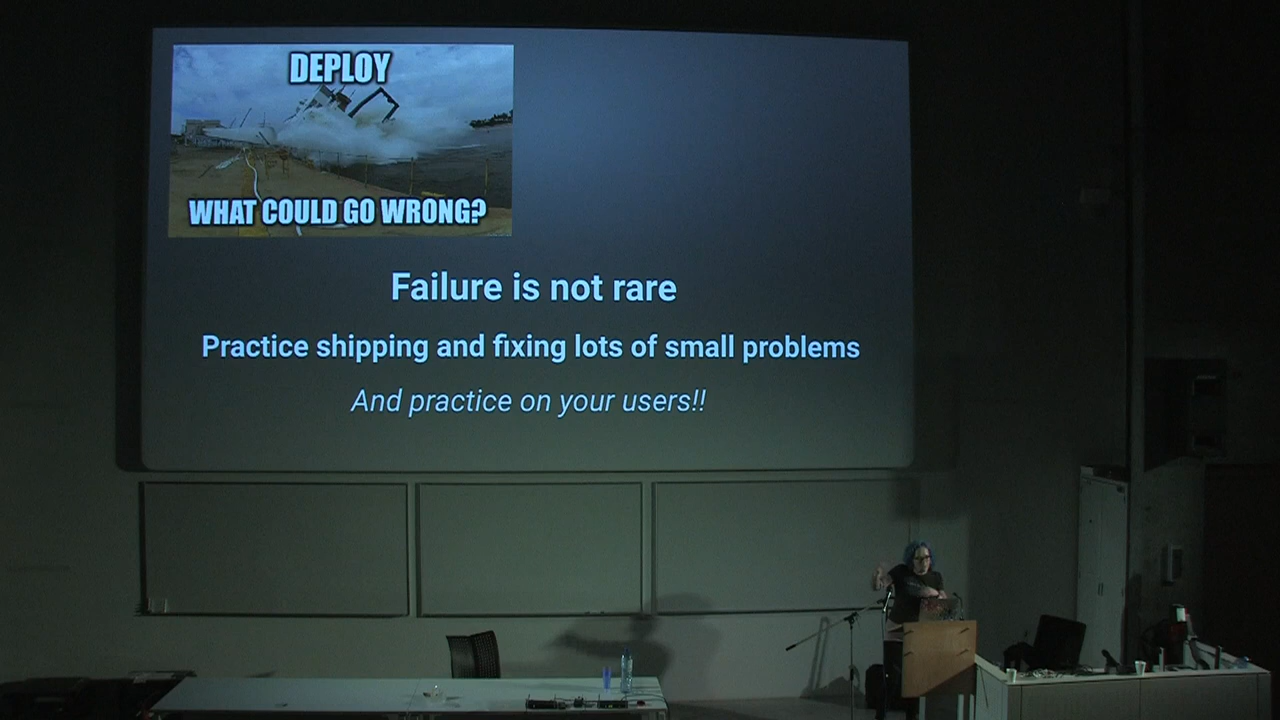 DEPLOY
WHAT COULD GO WRONG?
Failure is not rare
Practice shipping and fixing lots of small problems
And practice on your users!!